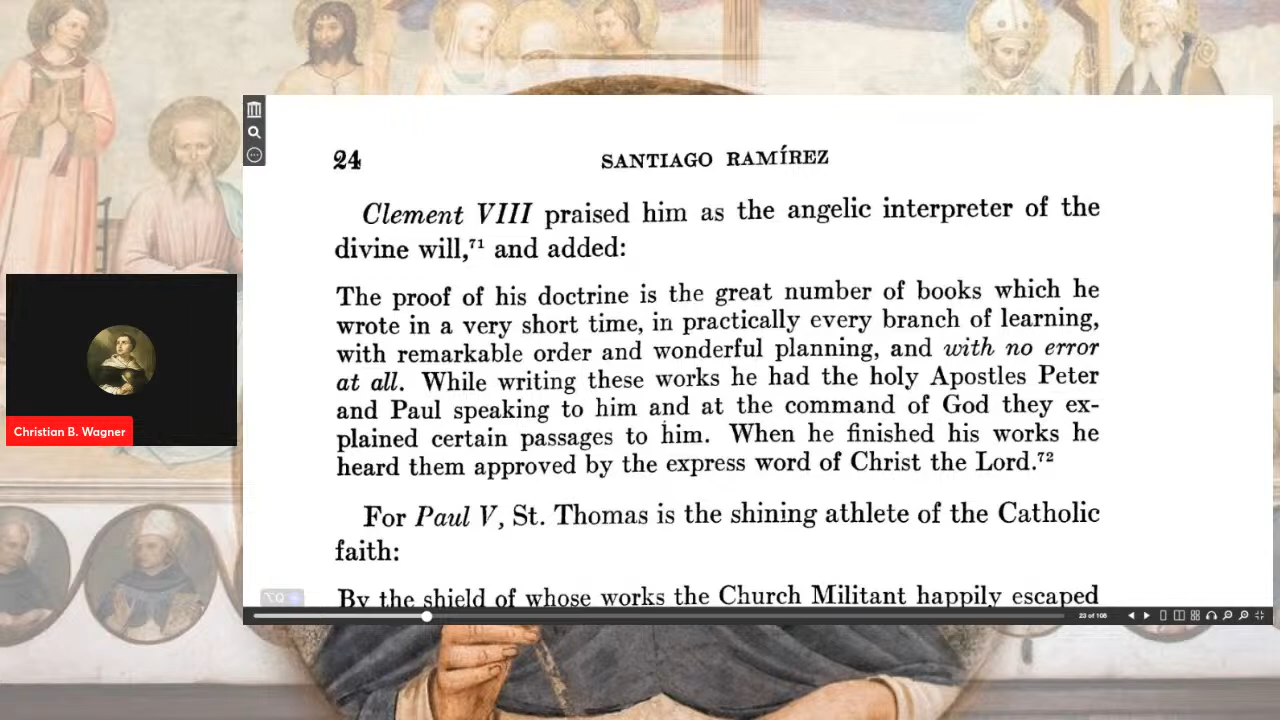 24 SANTIAGO RAMÍREZ
Clement VIII praised him as the angelic interpreter of the
divine will,⁷¹ and added:
The proof of his doctrine is the great number of books which he
wrote in a very short time, in practically every branch of learning,
with remarkable order and wonderful planning, and with no error
at all. While writing these works he had the holy Apostles Peter
and Paul speaking to him and at the command of God they ex-
plained certain passages to him. When he finished his works he
heard them approved by the express word of Christ the Lord.⁷²
For Paul V, St. Thomas is the shining athlete of the Catholic
faith:
By the shield of whose works the Church Militant happily escaped
Christian B. Wagner
⌥Q
23 of 108